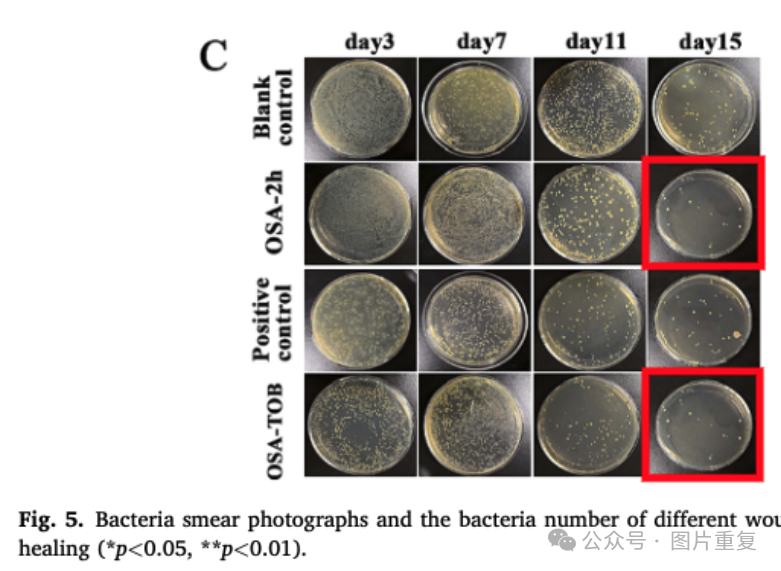 C
day3 day7 day11 day15
Blank
control
OSA-2h
Positive
control
OSA-TOB
Fig. 5. Bacteria smear photographs and the bacteria number of different wou
healing (*p<0.05, **p<0.01).
公众号 · 图片重复